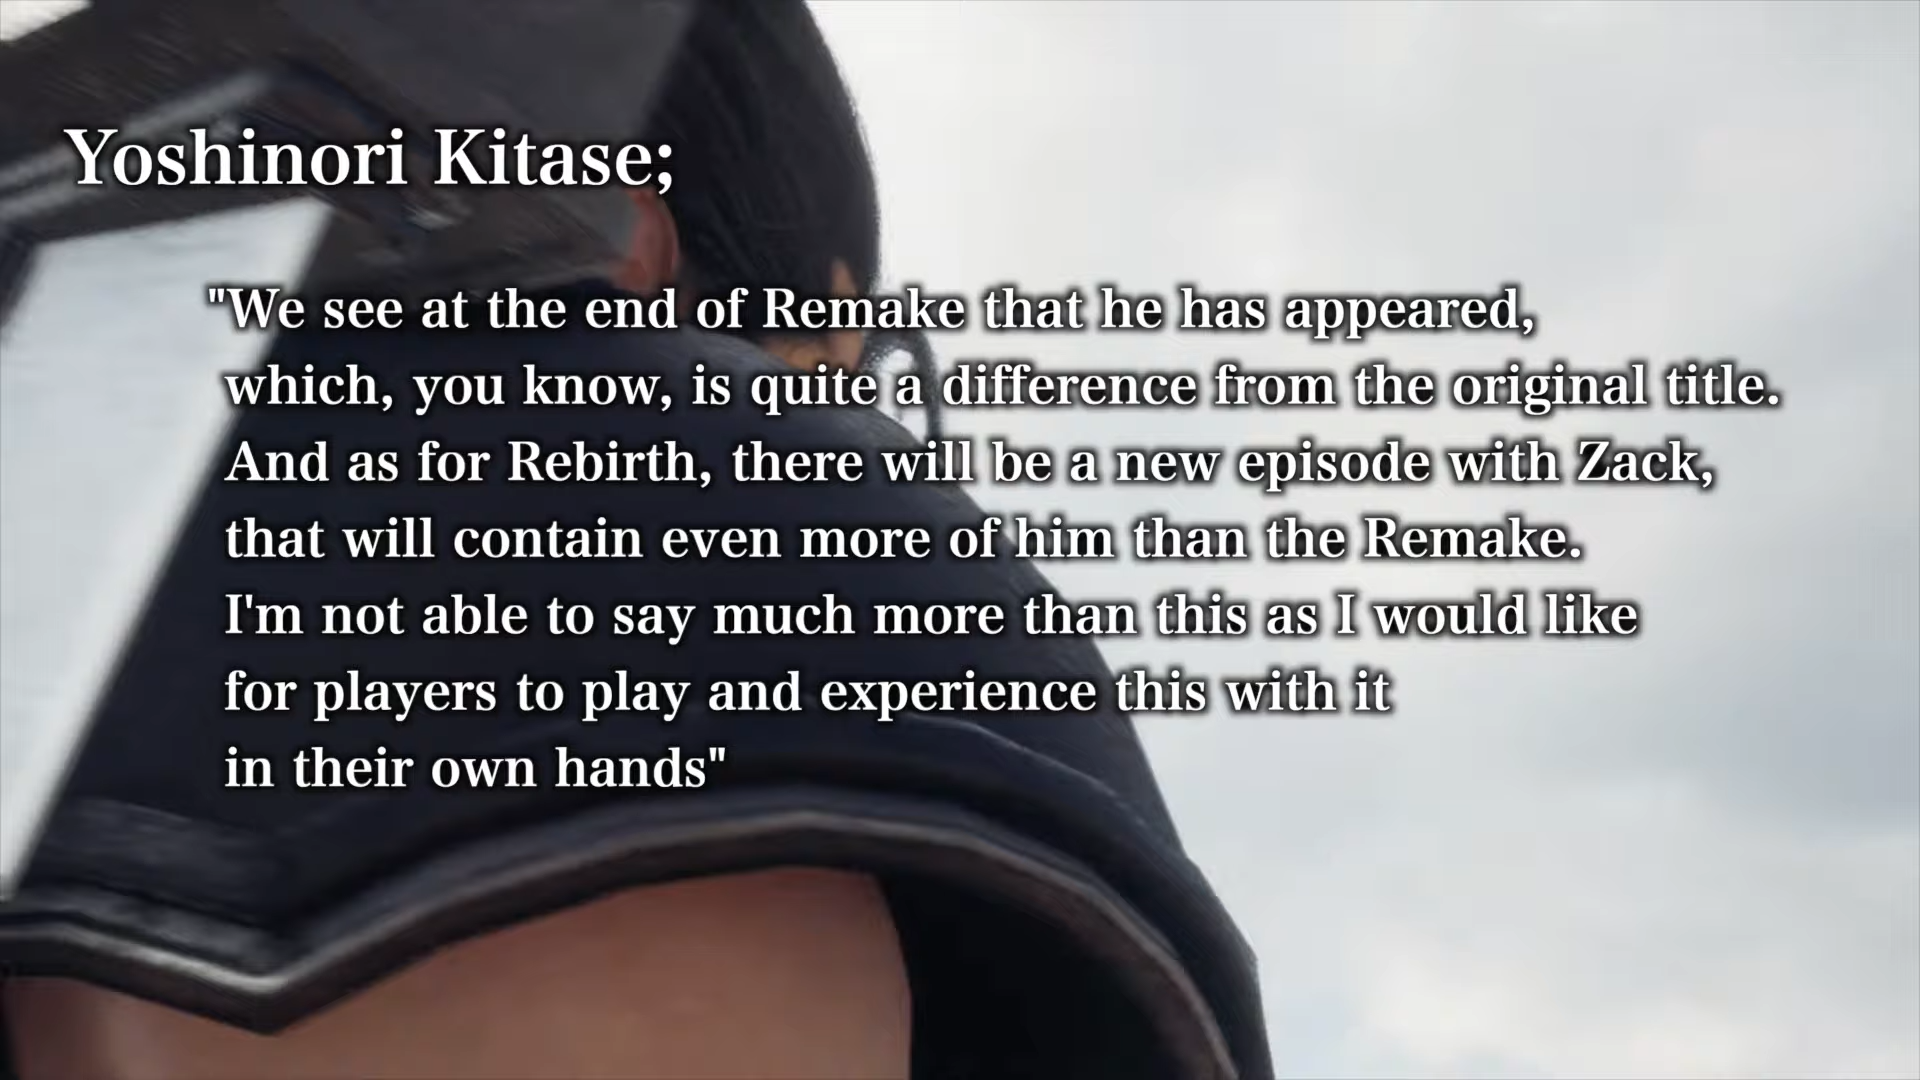 Yoshinori Kitase;
"We see at the end of Remake that he has appeared,
which, you know, is quite a difference from the original title.
And as for Rebirth, there will be a new episode with Zack,
that will contain even more of him than the Remake.
I'm not able to say much more than this as I would like
for players to play and experience this with it
in their own hands"